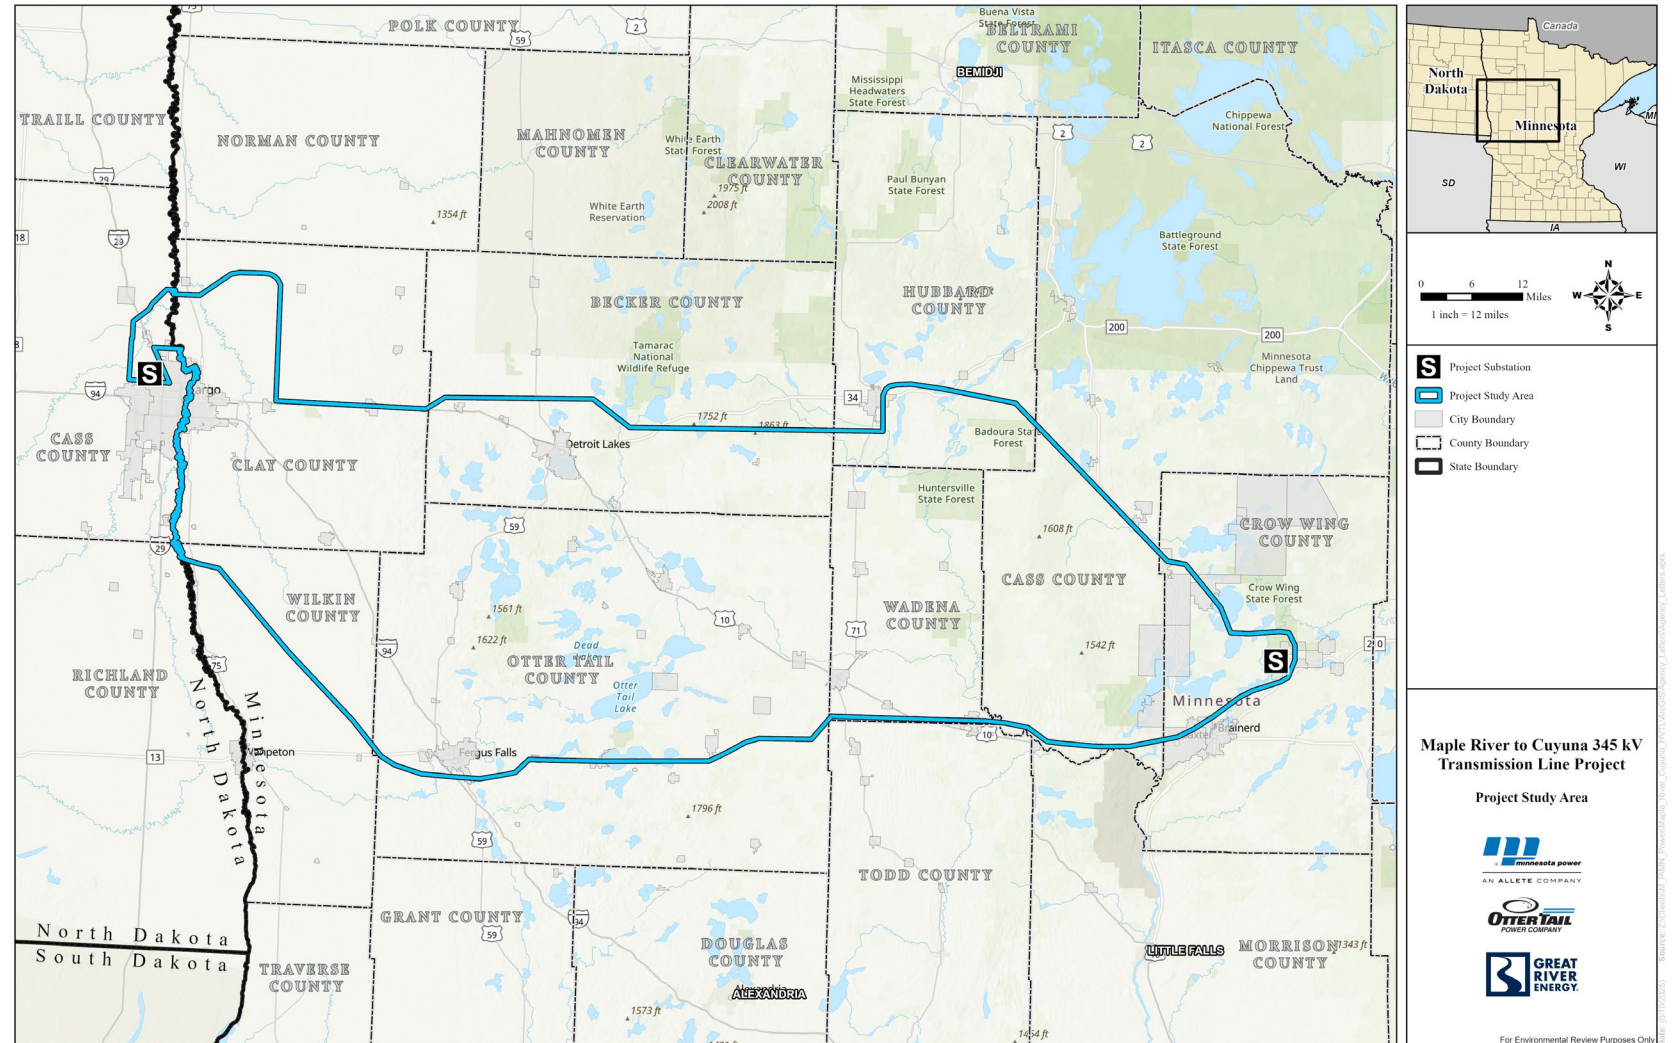 POLK COUNTY
59
2
Buena Vista
State Forest
BELTRAMI
COUNTY
ITASCA COUNTY
BEMIDJI
Mississippi
Headwaters
State Forest
TRAILL COUNTY
NORMAN COUNTY
MAHNOMEN
COUNTY
White Earth
State Forest
CLEARWATER
COUNTY
1975 ft
2008 ft
Paul Bunyan
State Forest
2
2
Chippewa
National Forest
29
White Earth
Reservation
1354 ft
18
29
Battleground
State Forest
BECKER COUNTY
HUBBARD
COUNTY
200
200
Tamarac
National
Wildlife Refuge
Minnesota
Chippewa Trust
Land
S
94
argo
34
1752 ft
1863 ft
Badoura State
Forest
CASS
COUNTY
CLAY COUNTY
Detroit Lakes
Huntersville
State Forest
59
1608 ft
CROW WING
COUNTY
29
CASS COUNTY
Crow Wing
State Forest
WILKIN
COUNTY
1561 ft
1622 ft
10
71
WADENA
COUNTY
94
Dead
Lake
OTTER TAIL
COUNTY
1542 ft
210
S
75
RICHLAND
COUNTY
Otter
Tail
Lake
Minnesota
North Dakota
Minnesota
Wahpeton
13
Fergus Falls
10
Baxter
Brainerd
1796 ft
59
TODD COUNTY
GRANT COUNTY
59
94
North Dakota
South Dakota
TRAVERSE
COUNTY
DOUGLAS
COUNTY
Alexandria
ALEXANDRIA
LITTLE FALLS
MORRISON
COUNTY
1343 ft
1573 ft
1454 ft
Canada
North
Dakota
Minnesota
MI
SD
WI
IA
0 6 12
Miles
1 inch = 12 miles
N
W E
S
S Project Substation
Project Study Area
City Boundary
County Boundary
State Boundary
Maple River to Cuyuna 345 kV
Transmission Line Project
Project Study Area
minnesota power
AN ALLETE COMPANY
OTTER TAIL
POWER COMPANY
GREAT
RIVER
ENERGY
For Environmental Review Purposes Only